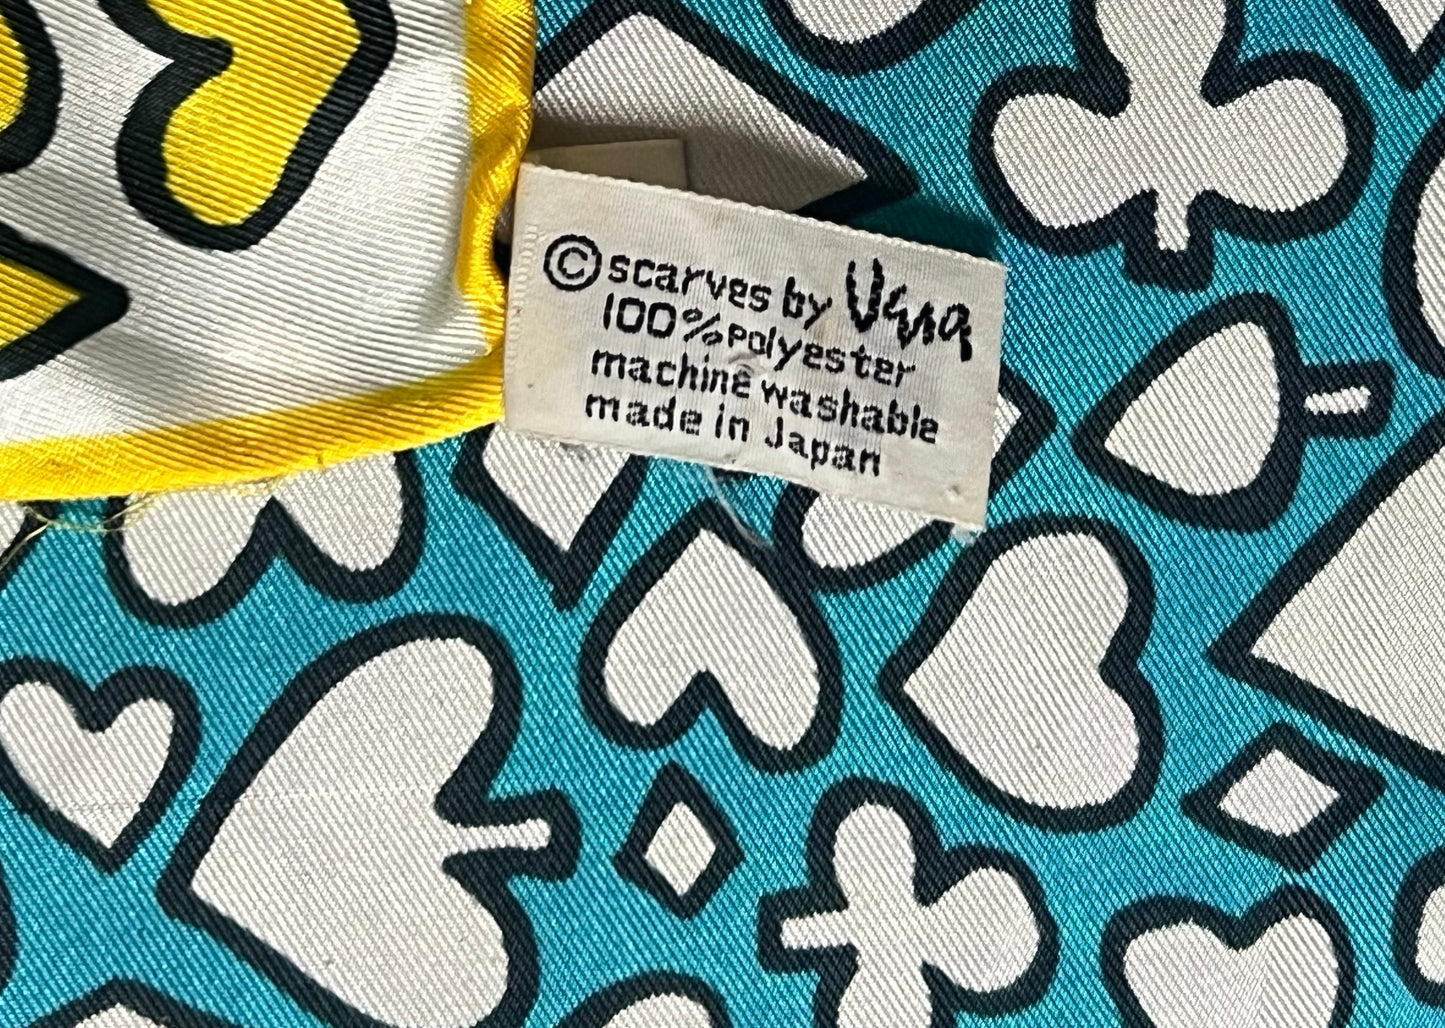 © scarves by Vera
100% polyester
machine washable
made in Japan